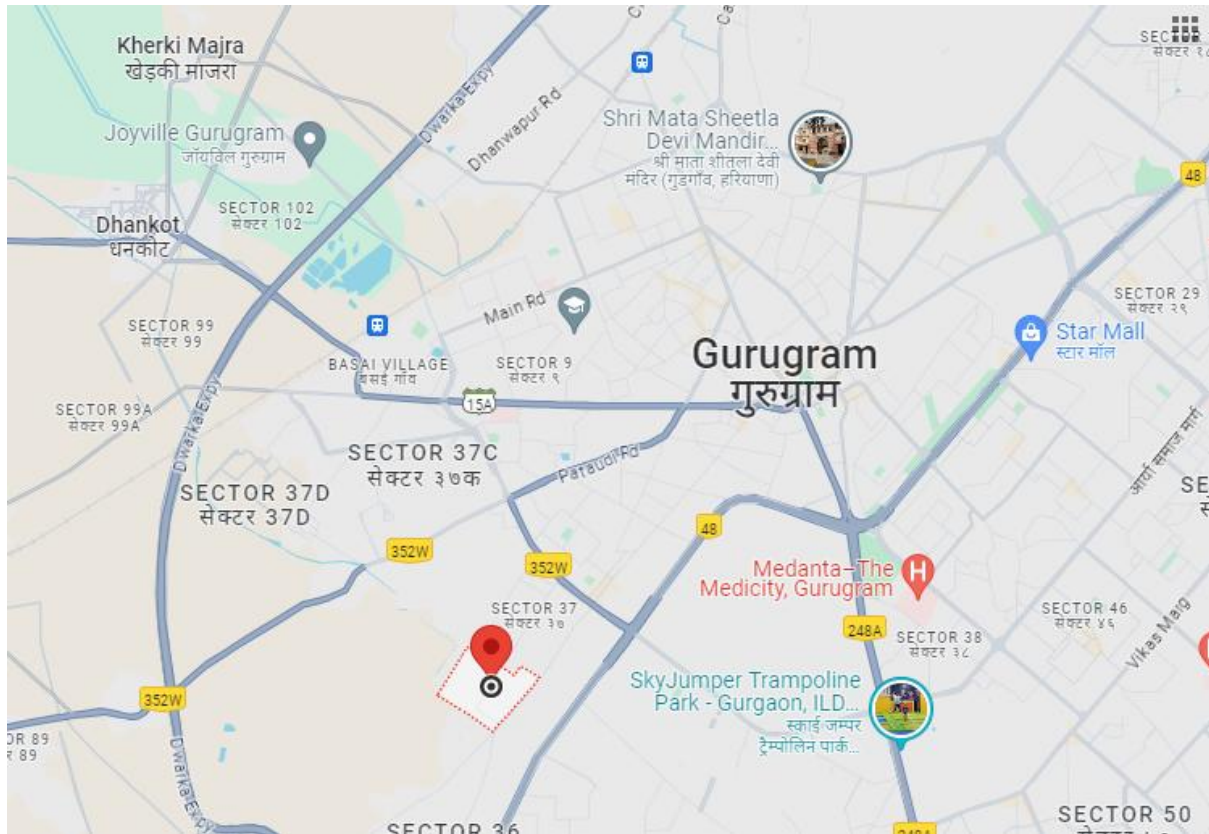 Kherki Majra
खेड़की माजरा
Dwarka Expy
Dhanwapur Rd
Joyville Gurugram
जॉयविल गुरुग्राम
Shri Mata Sheetla
Devi Mandir...
श्री माता शीतला देवी
मंदिर (गुडगाँव, हरियाणा)
48
SECTOR 102
सेक्टर 102
Dhankot
धनकोट
SECTOR 29
सेक्टर २९
Main Rd
SECTOR 99
सेक्टर 99
Star Mall
स्टार मॉल
BASAI VILLAGE
बसई गाँव
SECTOR 9
सेक्टर ९
Gurugram
गुरुग्राम
15A
SECTOR 99A
सेक्टर 99A
Dwarka Expy
आर्या समाज मार्ग
SECTOR 37C
सेक्टर ३७क
Pataudi Rd
SECTOR 37D
सेक्टर 37D
48
352W
352W
Medanta-The
Medicity, Gurugram
H
SECTOR 37
सेक्टर ३७
SECTOR 46
सेक्टर ४६
248A
SECTOR 38
सेक्टर ३८
Vikas Marg
SkyJumper Trampoline
Park - Gurgaon, ILD...
स्काई जम्पर
ट्रैम्पोलिन पार्क...
352W
Dwarka Expy
SECTOR 36
SECTOR 50
248A